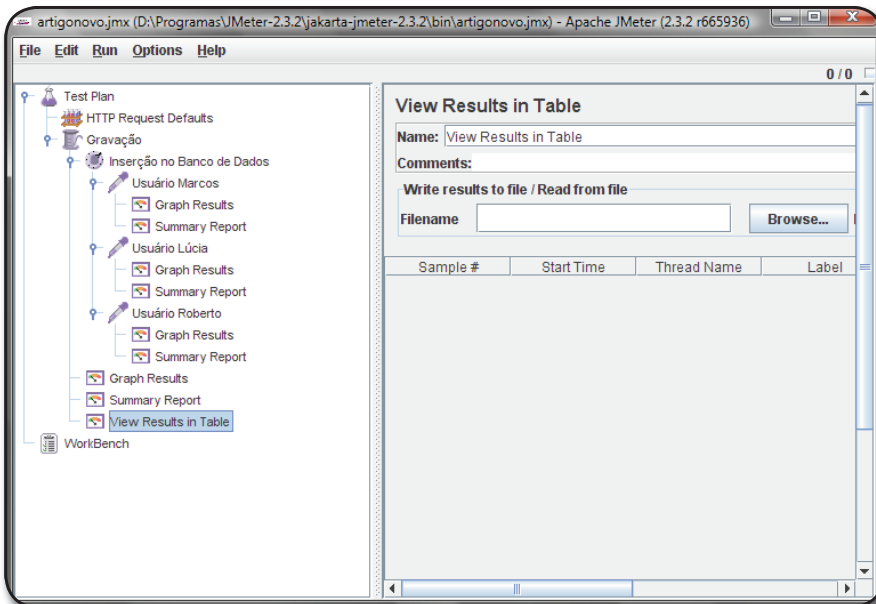 artigonovo.jmx (D:\Programas\JMeter-2.3.2\jakarta-jmeter-2.3.2\bin\artigonovo.jmx) - Apache JMeter (2.3.2 r665936)
File Edit Run Options Help
0 / 0
Test Plan
HTTP Request Defaults
Gravação
Inserção no Banco de Dados
Usuário Marcos
Graph Results
Summary Report
Usuário Lúcia
Graph Results
Summary Report
Usuário Roberto
Graph Results
Summary Report
Graph Results
Summary Report
View Results in Table
WorkBench
View Results in Table
Name: View Results in Table
Comments:
Write results to file / Read from file
Filename Browse...
Sample # Start Time Thread Name Label